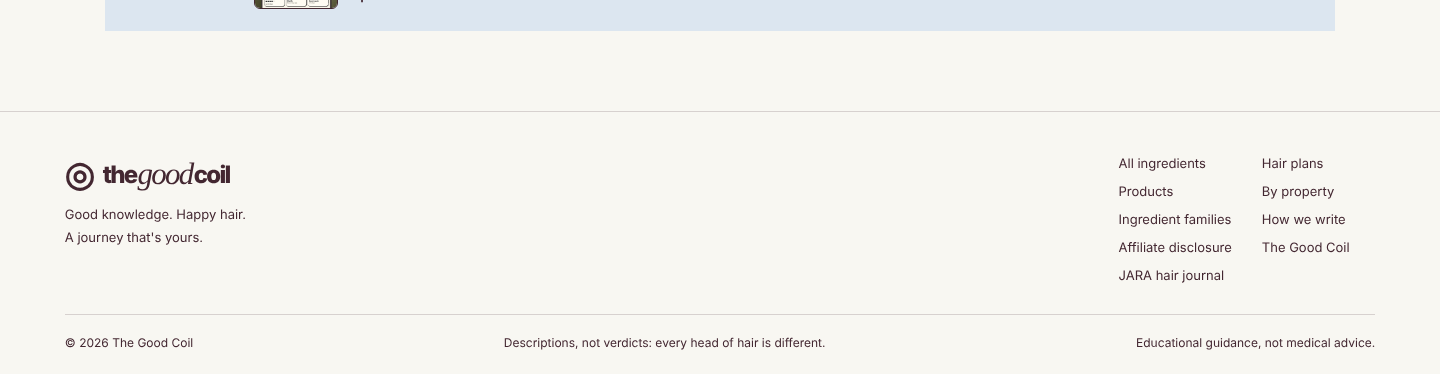 thegoodcoil
Good knowledge. Happy hair.
A journey that's yours.
All ingredients
Products
Ingredient families
Affiliate disclosure
JARA hair journal
Hair plans
By property
How we write
The Good Coil
© 2026 The Good Coil
Descriptions, not verdicts: every head of hair is different.
Educational guidance, not medical advice.